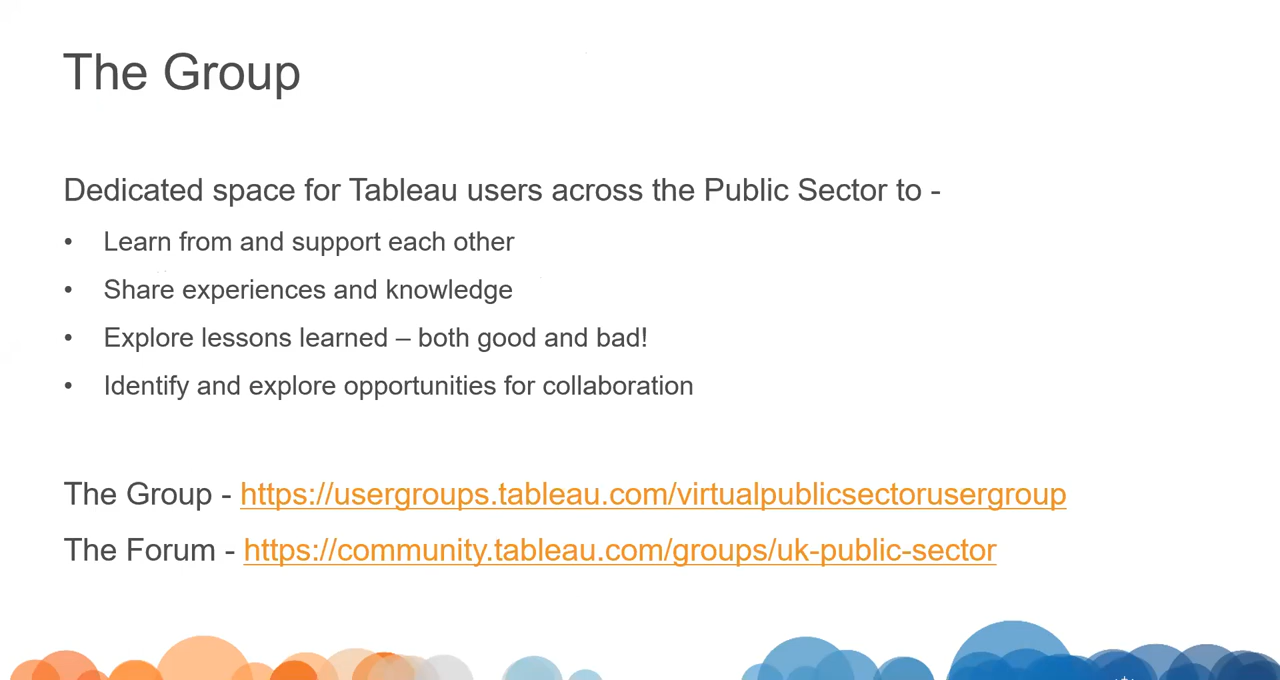 The Group
Dedicated space for Tableau users across the Public Sector to -
• Learn from and support each other
• Share experiences and knowledge
• Explore lessons learned – both good and bad!
• Identify and explore opportunities for collaboration
The Group - https://usergroups.tableau.com/virtualpublicsectorusergroup
The Forum - https://community.tableau.com/groups/uk-public-sector